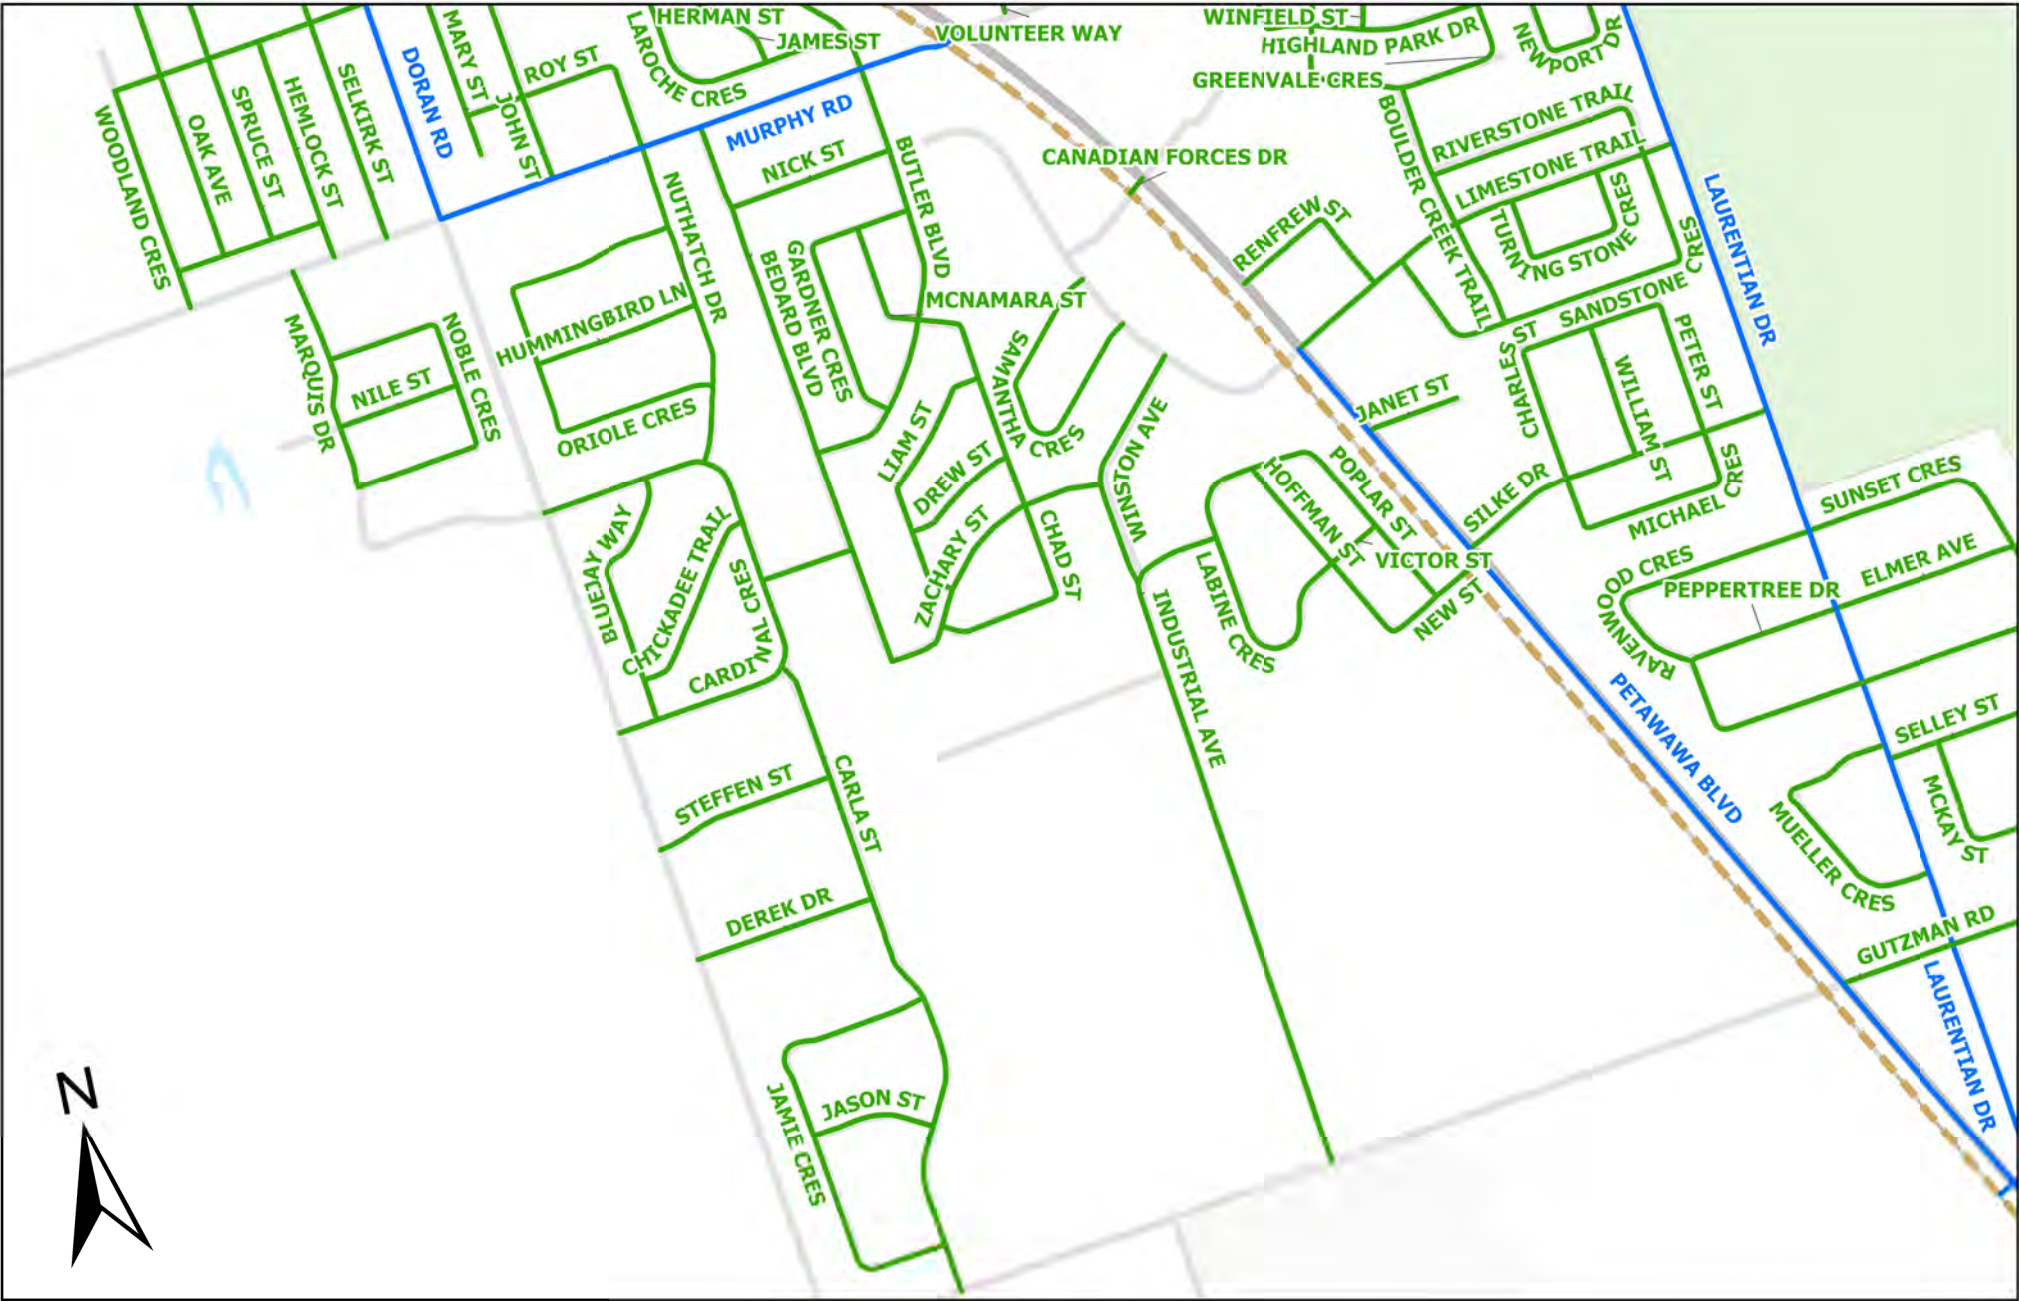 HERMAN ST
JAMES ST
VOLUNTEER WAY
WINFIELD ST
HIGHLAND PARK DR
GREENVALE CRES
NEWPORT DR
LAROCHE CRES
MARY ST
ROY ST
JOHN ST
DORAN RD
SELKIRK ST
HEMLOCK ST
SPRUCE ST
OAK AVE
WOODLAND CRES
MURPHY RD
NICK ST
BUTLER BLVD
CANADIAN FORCES DR
BOULDER CREEK TRAIL
RIVERSTONE TRAIL
LIMESTONE TRAIL
TURNING STONE CRES
SANDSTONE CRES
LAURENTIAN DR
RENFREW ST
NUTHATCH DR
HUMMINGBIRD LN
ORIOLE CRES
BEDARD BLVD
GARDNER CRES
MCNAMARA ST
SAMANTHA CRES
MARQUIS DR
NILE ST
NOBLE CRES
LIAM ST
DREW ST
ZACHARY ST
CHAD ST
WINSTON AVE
JANET ST
CHARLES ST
WILLIAM ST
PETER ST
MICHAEL CRES
SILKE DR
HOFFMAN ST
POPLAR ST
VICTOR ST
NEW ST
LABINE CRES
INDUSTRIAL AVE
BLUEJAY WAY
CHICKADEE TRAIL
CARDINAL CRES
SUNSET CRES
ELMER AVE
PEPPERTREE DR
RAVENWOOD CRES
PETAWAWA BLVD
SELLEY ST
MCKAY ST
MUELLER CRES
GUTZMAN RD
LAURENTIAN DR
STEFFEN ST
CARLA ST
DEREK DR
JASON ST
JAMIE CRES
N